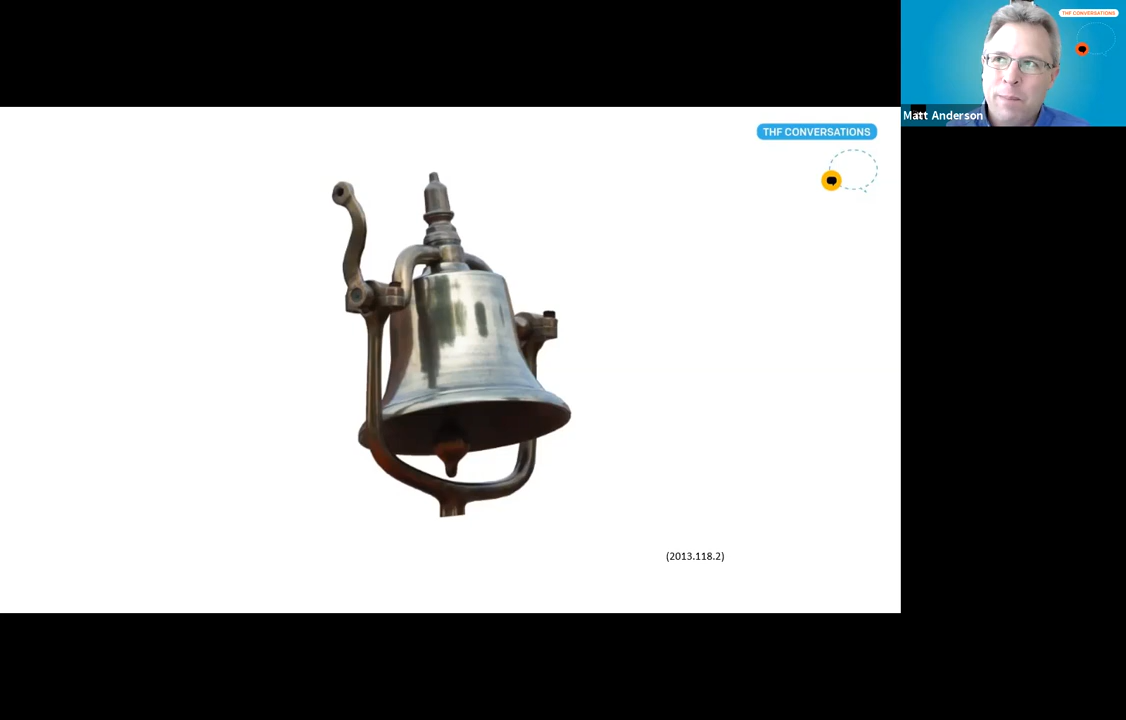 THF CONVERSATIONS
Matt Anderson
THF CONVERSATIONS
(2013.118.2)